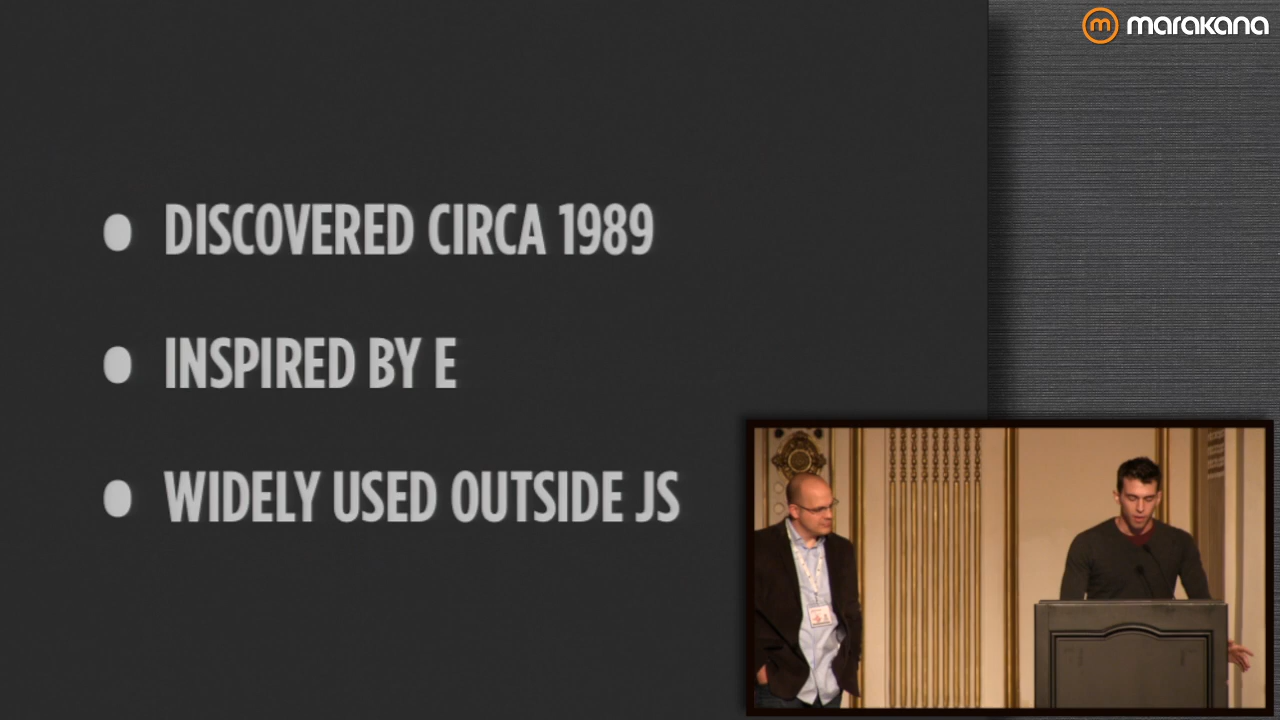 marakana
DISCOVERED CIRCA 1989
INSPIRED BY E
WIDELY USED OUTSIDE JS